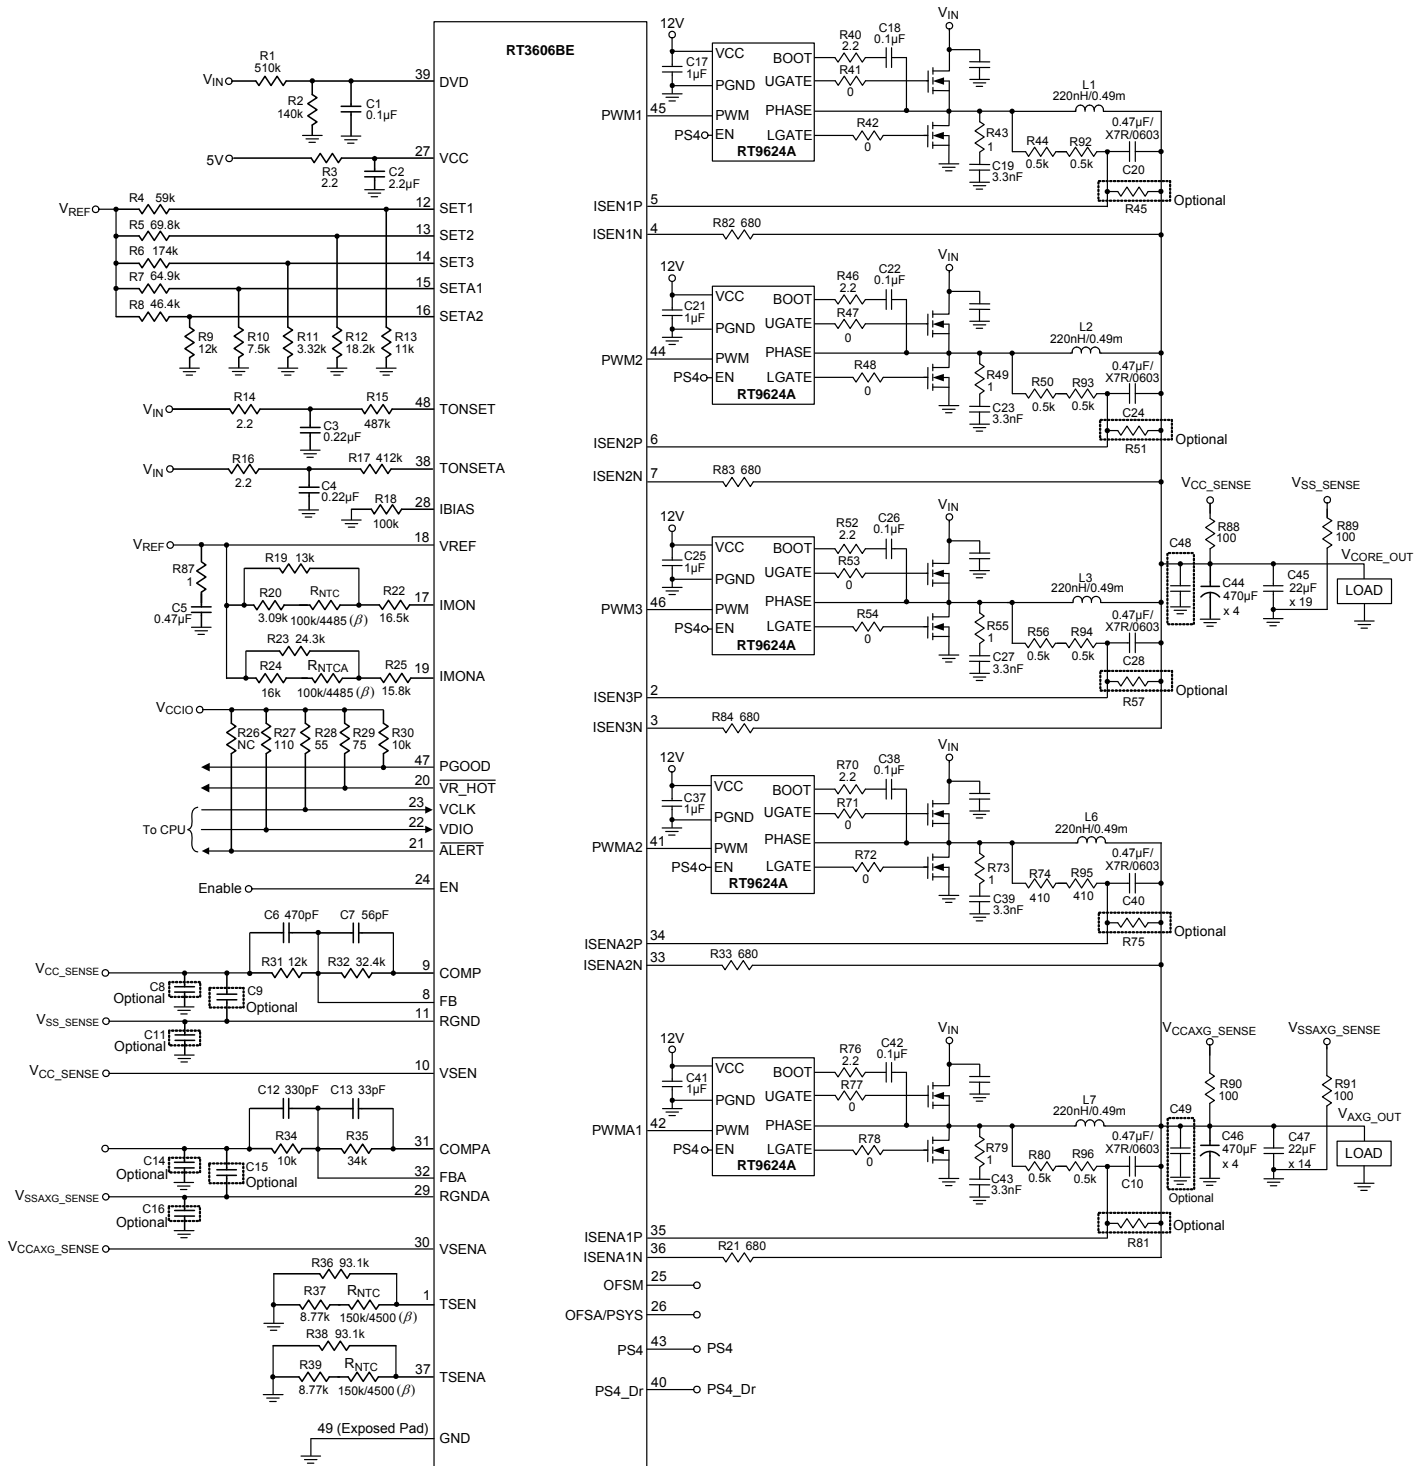 RT3606BE
VIN
R1
510k
R2
140k
C1
0.1µF
39
DVD
5V
R3
2.2
C2
2.2µF
27
VCC
VREF
R4 59k
12
SET1
R5 69.8k
13
SET2
R6 174k
14
SET3
R7 64.9k
15
SETA1
R8 46.4k
16
SETA2
R9
12k
R10
7.5k
R11
3.32k
R12
18.2k
R13
11k
VIN
R14
2.2
R15
487k
C3
0.22µF
48
TONSET
VIN
R16
2.2
R17 412k
C4
0.22µF
38
TONSETA
R18
100k
28
IBIAS
VREF
18
VREF
R87
1
C5
0.47µF
R19 13k
R20
3.09k
RNTC
100k/4485 (β)
R22
16.5k
17
IMON
R23 24.3k
R24
16k
RNTCA
100k/4485 (β)
R25
15.8k
19
IMONA
VCCIO
R26
NC
R27
110
R28
55
R29
75
R30
10k
47
PGOOD
20
VR_HOT
23
VCLK
To CPU
22
VDIO
21
ALERT
Enable
24
EN
C6 470pF
C7 56pF
VCC_SENSE
R31 12k
R32 32.4k
9
COMP
C8
Optional
C9
Optional
8
FB
VSS_SENSE
11
RGND
C11
Optional
VCC_SENSE
10
VSEN
C12 330pF
C13 33pF
R34
10k
R35
34k
31
COMPA
C14
Optional
C15
Optional
32
FBA
VSSAXG_SENSE
29
RGNDA
C16
Optional
VCCAXG_SENSE
30
VSENA
R36 93.1k
R37
8.77k
RNTC
150k/4500 (β)
1
TSEN
R38 93.1k
R39
8.77k
RNTC
150k/4500 (β)
37
TSENA
49 (Exposed Pad)
GND
12V
C17
1µF
VCC
PGND
PWM
EN
BOOT
UGATE
PHASE
LGATE
RT9624A
PWM1
45
PS4
R40
2.2
C18
0.1µF
R41
0
R42
0
VIN
R43
1
C19
3.3nF
L1
220nH/0.49m
R44
0.5k
R92
0.5k
0.47µF/
X7R/0603
C20
R45
Optional
ISEN1P
5
ISEN1N
4
R82 680
12V
C21
1µF
VCC
PGND
PWM
EN
BOOT
UGATE
PHASE
LGATE
RT9624A
PWM2
44
PS4
R46
2.2
C22
0.1µF
R47
0
R48
0
VIN
R49
1
C23
3.3nF
L2
220nH/0.49m
R50
0.5k
R93
0.5k
0.47µF/
X7R/0603
C24
R51
Optional
ISEN2P
6
ISEN2N
7
R83 680
12V
C25
1µF
VCC
PGND
PWM
EN
BOOT
UGATE
PHASE
LGATE
RT9624A
PWM3
46
PS4
R52
2.2
C26
0.1µF
R53
0
R54
0
VIN
R55
1
C27
3.3nF
L3
220nH/0.49m
R56
0.5k
R94
0.5k
0.47µF/
X7R/0603
C28
R57
Optional
ISEN3P
2
ISEN3N
3
R84 680
VCC_SENSE
VSS_SENSE
C48
R88
100
R89
100
VCORE_OUT
C44
470µF
x 4
C45
22µF
x 19
LOAD
12V
C37
1µF
VCC
PGND
PWM
EN
BOOT
UGATE
PHASE
LGATE
RT9624A
PWMA2
41
PS4
R70
2.2
C38
0.1µF
R71
0
R72
0
VIN
R73
1
C39
3.3nF
L6
220nH/0.49m
R74
410
R95
410
0.47µF/
X7R/0603
C40
R75
Optional
ISENA2P
34
ISENA2N
33
R33 680
12V
C41
1µF
VCC
PGND
PWM
EN
BOOT
UGATE
PHASE
LGATE
RT9624A
PWMA1
42
PS4
R76
2.2
C42
0.1µF
R77
0
R78
0
VIN
R79
1
C43
3.3nF
L7
220nH/0.49m
R80
0.5k
R96
0.5k
0.47µF/
X7R/0603
C10
R81
Optional
VCCAXG_SENSE
VSSAXG_SENSE
C49
Optional
R90
100
R91
100
VAXG_OUT
C46
470µF
x 4
C47
22µF
x 14
LOAD
ISENA1P
35
ISENA1N
36
R21 680
OFSM
25
OFSA/PSYS
26
PS4
43
PS4
PS4_Dr
40
PS4_Dr